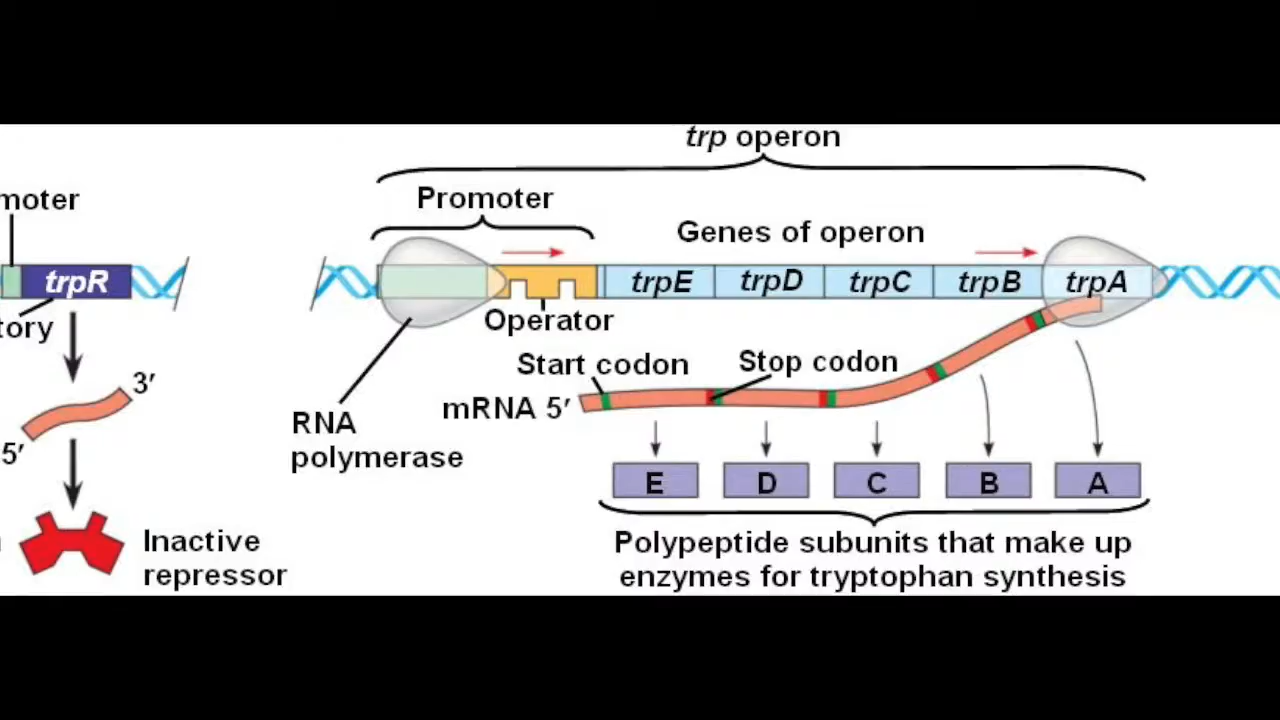 trp operon
moter
Promoter
Genes of operon
trpR
trpE
trpD
trpC
trpB
trpA
tory
Operator
Start codon
Stop codon
3′
mRNA 5′
RNA
polymerase
5′
E
D
C
B
A
Inactive
repressor
Polypeptide subunits that make up
enzymes for tryptophan synthesis